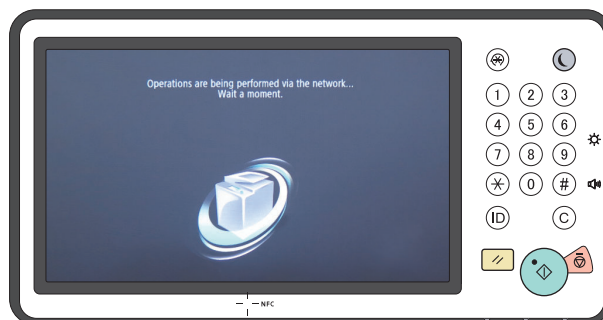 Operations are being performed via the network...
Wait a moment.
1 2 3
4 5 6
7 8 9
0 #
ID C
NFC